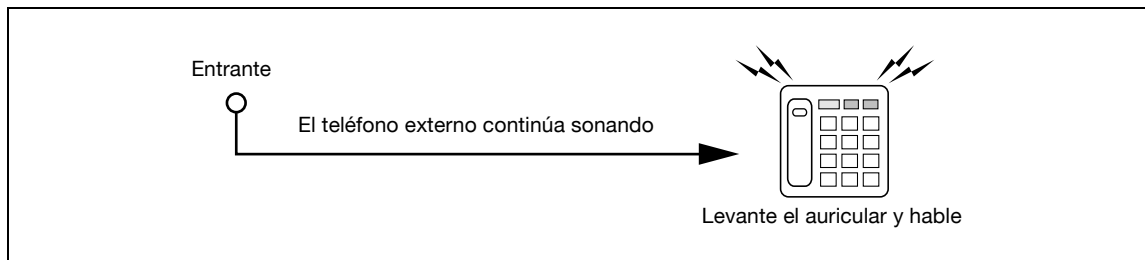 Entrante
El teléfono externo continúa sonando
Levante el auricular y hable